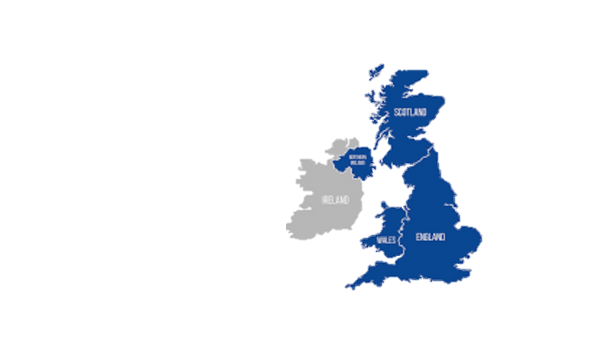 SCOTLAND
NORTHERN
IRELAND
IRELAND
WALES
ENGLAND